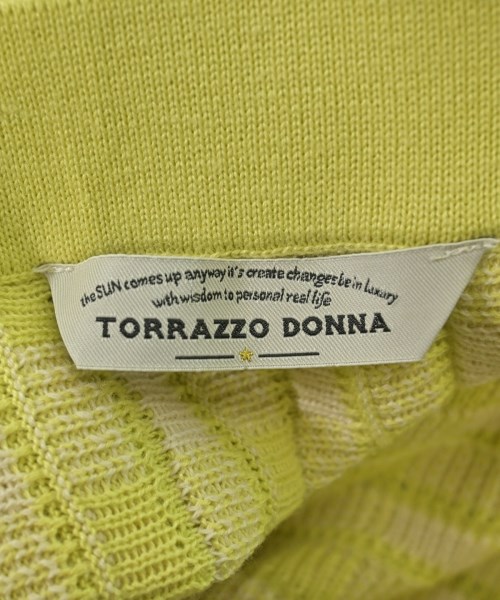 the SUN comes up anyway it's create changes be in luxury
with wisdom to personal real life
TORRAZZO DONNA